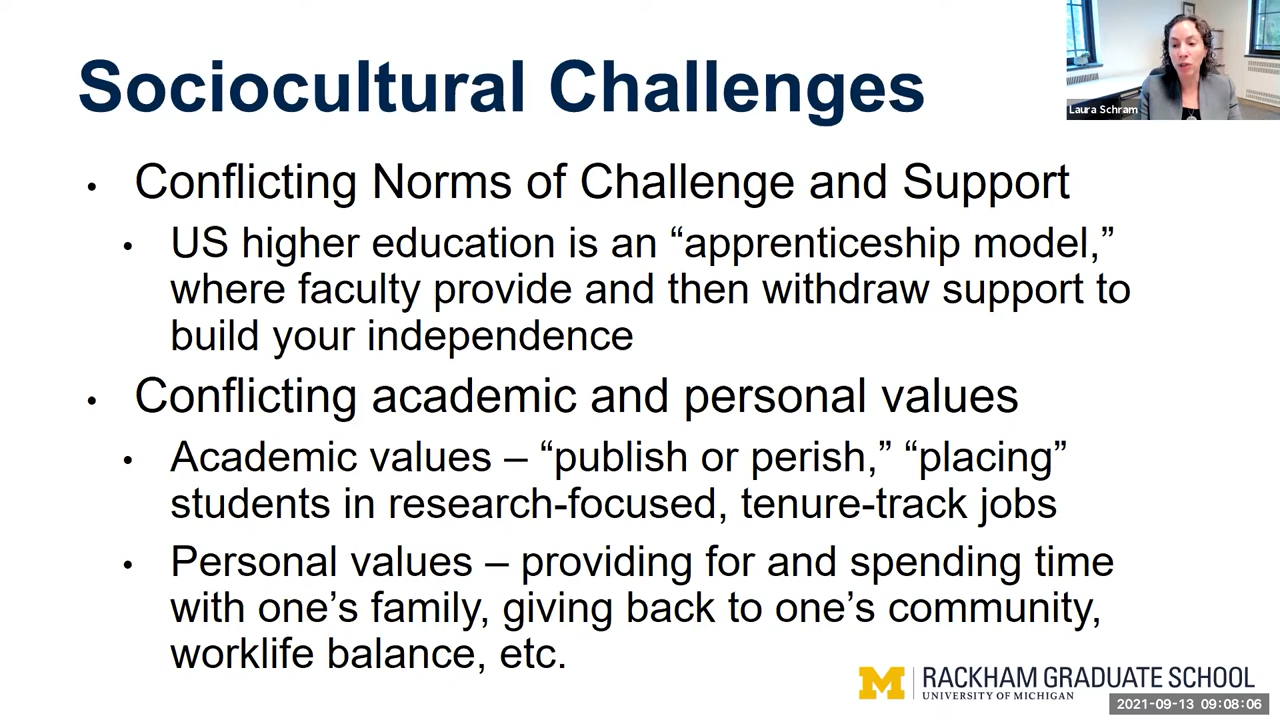 Sociocultural Challenges
Laura Schram
• Conflicting Norms of Challenge and Support
• US higher education is an “apprenticeship model,”
where faculty provide and then withdraw support to
build your independence
• Conflicting academic and personal values
• Academic values – “publish or perish,” “placing”
students in research-focused, tenure-track jobs
• Personal values – providing for and spending time
with one’s family, giving back to one’s community,
worklife balance, etc.
M RACKHAM GRADUATE SCHOOL
UNIVERSITY OF MICHIGAN
2021-09-13 09:08:06